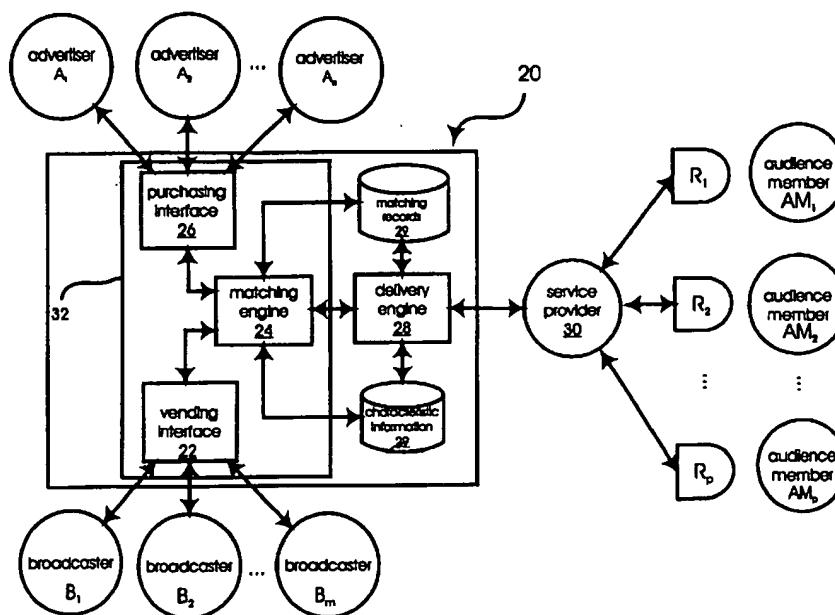 advertiser
A₁
advertiser
A₂
...
advertiser
Aₙ
20
purchasing
interface
26
matching
records
29
R₁
audience
member
AM₁
32
matching
engine
24
delivery
engine
28
service
provider
30
R₂
audience
member
AM₂
...
...
vending
interface
22
characteristic
information
29
Rₚ
audience
member
AMₚ
broadcaster
B₁
broadcaster
B₂
...
broadcaster
Bₘ